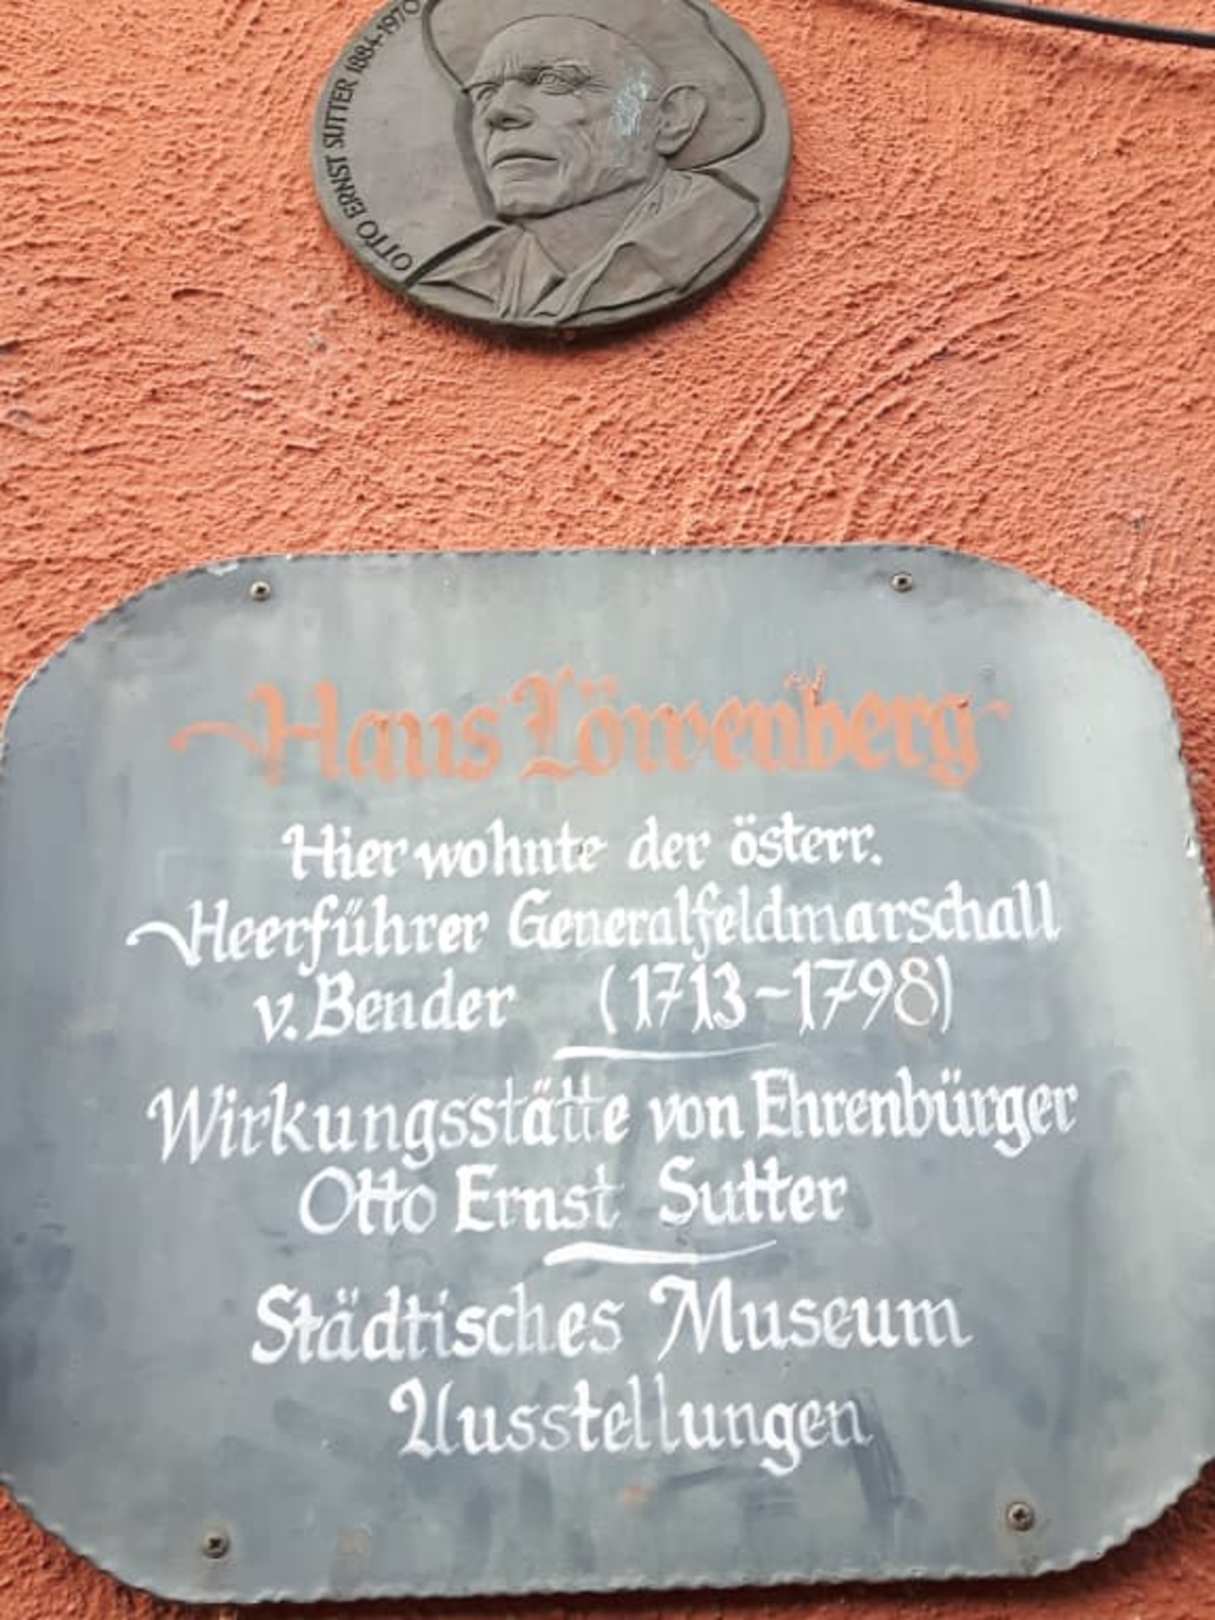 OTTO ERNST SUTTER 1884-1970
Haus Löwenberg
Hier wohnte der österr.
Heerführer Generalfeldmarschall
v. Bender (1713-1798)
Wirkungsstätte von Ehrenbürger
Otto Ernst Sutter
Städtisches Museum
Ausstellungen